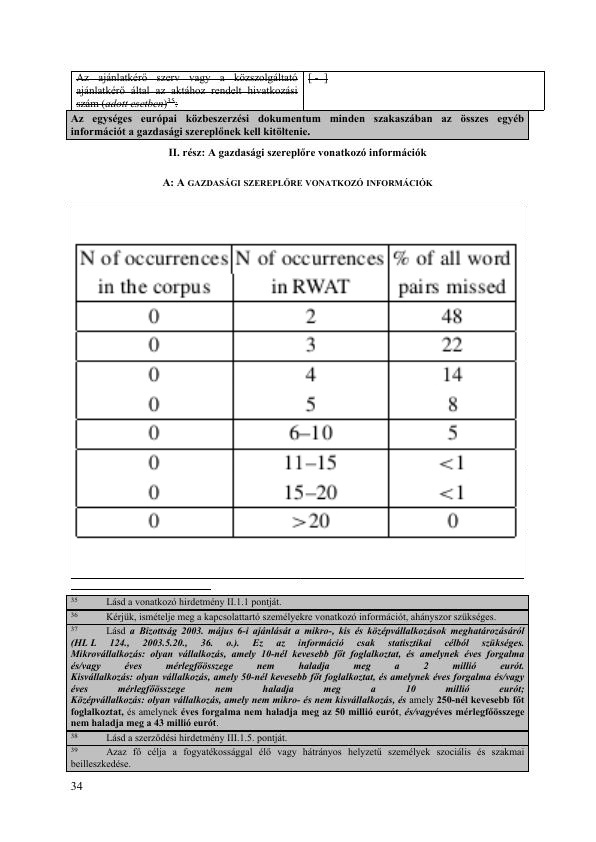 Az ajánlatkérő szerv vagy a közszolgáltató
ajánlatkérő által az aktához rendelt hivatkozási
szám (adott esetben)35:
[ - ]
Az egységes európai közbeszerzési dokumentum minden szakaszában az összes egyéb
információt a gazdasági szereplőnek kell kitöltenie.
II. rész: A gazdasági szereplőre vonatkozó információk
A: A GAZDASÁGI SZEREPLŐRE VONATKOZÓ INFORMÁCIÓK
N of occurrences N of occurrences % of all word
in the corpus in RWAT pairs missed
0 2 48
0 3 22
0 4 14
0 5 8
0 6–10 5
0 11–15 <1
0 15–20 <1
0 >20 0
35 Lásd a vonatkozó hirdetmény II.1.1 pontját.
36 Kérjük, ismételje meg a kapcsolattartó személyekre vonatkozó információt, ahányszor szükséges.
37 Lásd a Bizottság 2003. május 6-i ajánlását a mikro-, kis és középvállalkozások meghatározásáról
(HL L 124., 2003.5.20., 36. o.). Ez az információ csak statisztikai célból szükséges.
Mikrovállalkozás: olyan vállalkozás, amely 10-nél kevesebb főt foglalkoztat, és amelynek éves forgalma
és/vagy éves mérlegfőösszege nem haladja meg a 2 millió eurót.
Kisvállalkozás: olyan vállalkozás, amely 50-nél kevesebb főt foglalkoztat, és amelynek éves forgalma és/vagy
éves mérlegfőösszege nem haladja meg a 10 millió eurót;
Középvállalkozás: olyan vállalkozás, amely nem mikro- és nem kisvállalkozás, és amely 250-nél kevesebb főt
foglalkoztat, és amelynek éves forgalma nem haladja meg az 50 millió eurót, és/vagyéves mérlegfőösszege
nem haladja meg a 43 millió eurót.
38 Lásd a szerződési hirdetmény III.1.5. pontját.
39 Azaz fő célja a fogyatékossággal élő vagy hátrányos helyzetű személyek szociális és szakmai
beilleszkedése.
34